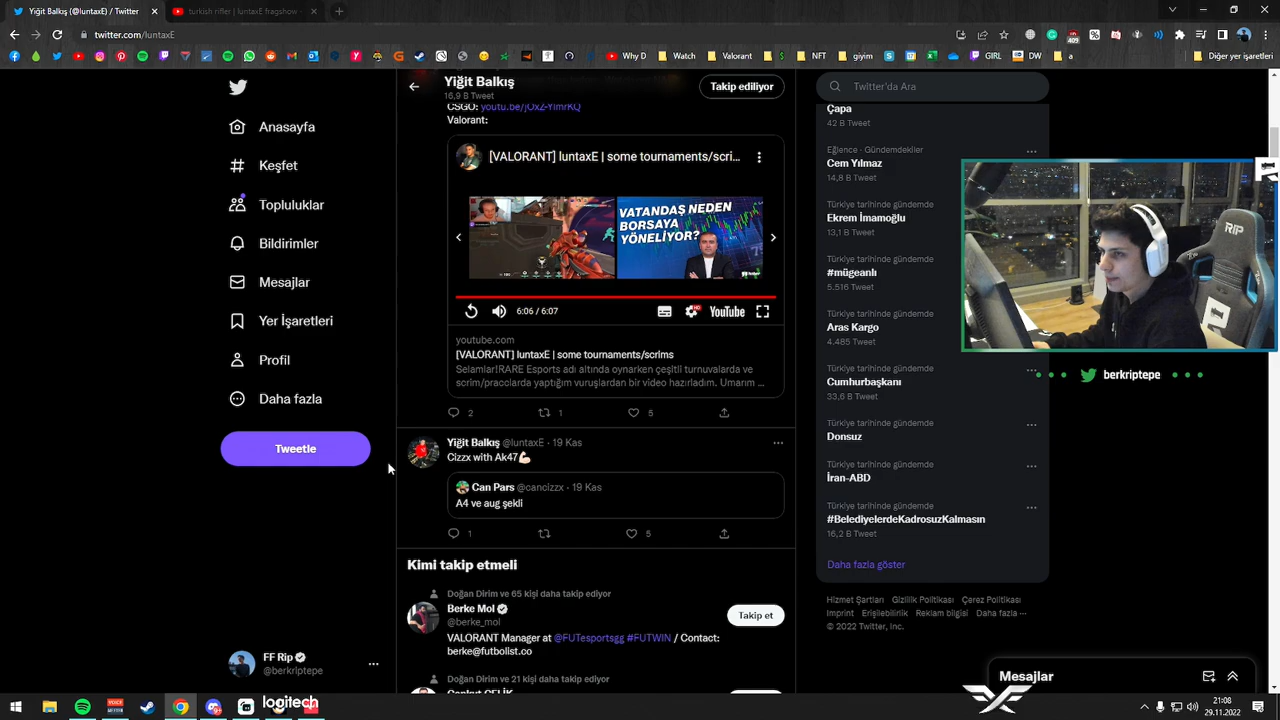 Yiğit Balkış (@luntaxE) / Twitter
turkish rifler | luntaxE fragshow
twitter.com/luntaxE
409
Why D
Watch
Valorant
$
NFT
giyim
E
GIRL
DW
a
Diğer yer işaretleri
Yiğit Balkış
16,9 B Tweet
Takip ediliyor
Twitter'da Ara
Anasayfa
Keşfet
Topluluklar
Bildirimler
Mesajlar
Yer İşaretleri
Profil
Daha fazla
Tweetle
FF Rip
@berkriptepe
CSGO: youtu.be/jOxZ-YImrKQ
Valorant:
[VALORANT] luntaxE | some tournaments/scri...
VATANDAŞ NEDEN
BORSAYA
YÖNELİYOR?
6:06 / 6:07
HD
YouTube
youtube.com
[VALORANT] luntaxE | some tournaments/scrims
Selamlar!RARE Esports adı altında oynarken çeşitli turnuvalarda ve
scrim/pracclarda yaptığım vuruşlardan bir video hazırladım. Umarım ...
2
1
5
Yiğit Balkış @luntaxE · 19 Kas
Cizzx with Ak47💪🏻
Can Pars @cancizzx · 19 Kas
A4 ve aug şekli
1
5
Kimi takip etmeli
Doğan Dirim ve 65 kişi daha takip ediyor
Berke Mol
@berke_mol
Takip et
VALORANT Manager at @FUTesportsgg #FUTWIN / Contact:
berke@futbolist.co
Doğan Dirim ve 21 kişi daha takip ediyor
Çapa
42 B Tweet
Eğlence · Gündemdekiler
Cem Yılmaz
14,8 B Tweet
Türkiye tarihinde gündemde
Ekrem İmamoğlu
13,1 B Tweet
Türkiye tarihinde gündemde
#mügeanlı
5.516 Tweet
Türkiye tarihinde gündemde
Aras Kargo
4.485 Tweet
Türkiye tarihinde gündemde
Cumhurbaşkanı
33,6 B Tweet
Türkiye tarihinde gündemde
Donsuz
Türkiye tarihinde gündemde
İran-ABD
Türkiye tarihinde gündemde
#BelediyelerdeKadrosuzKalmasın
16,2 B Tweet
Daha fazla göster
Hizmet Şartları Gizlilik Politikası Çerez Politikası
Imprint Erişilebilirlik Reklam bilgisi Daha fazla ···
© 2022 Twitter, Inc.
RIP
berkriptepe
Mesajlar
VOICE
MEETER
logitech
21:08
29.11.2022